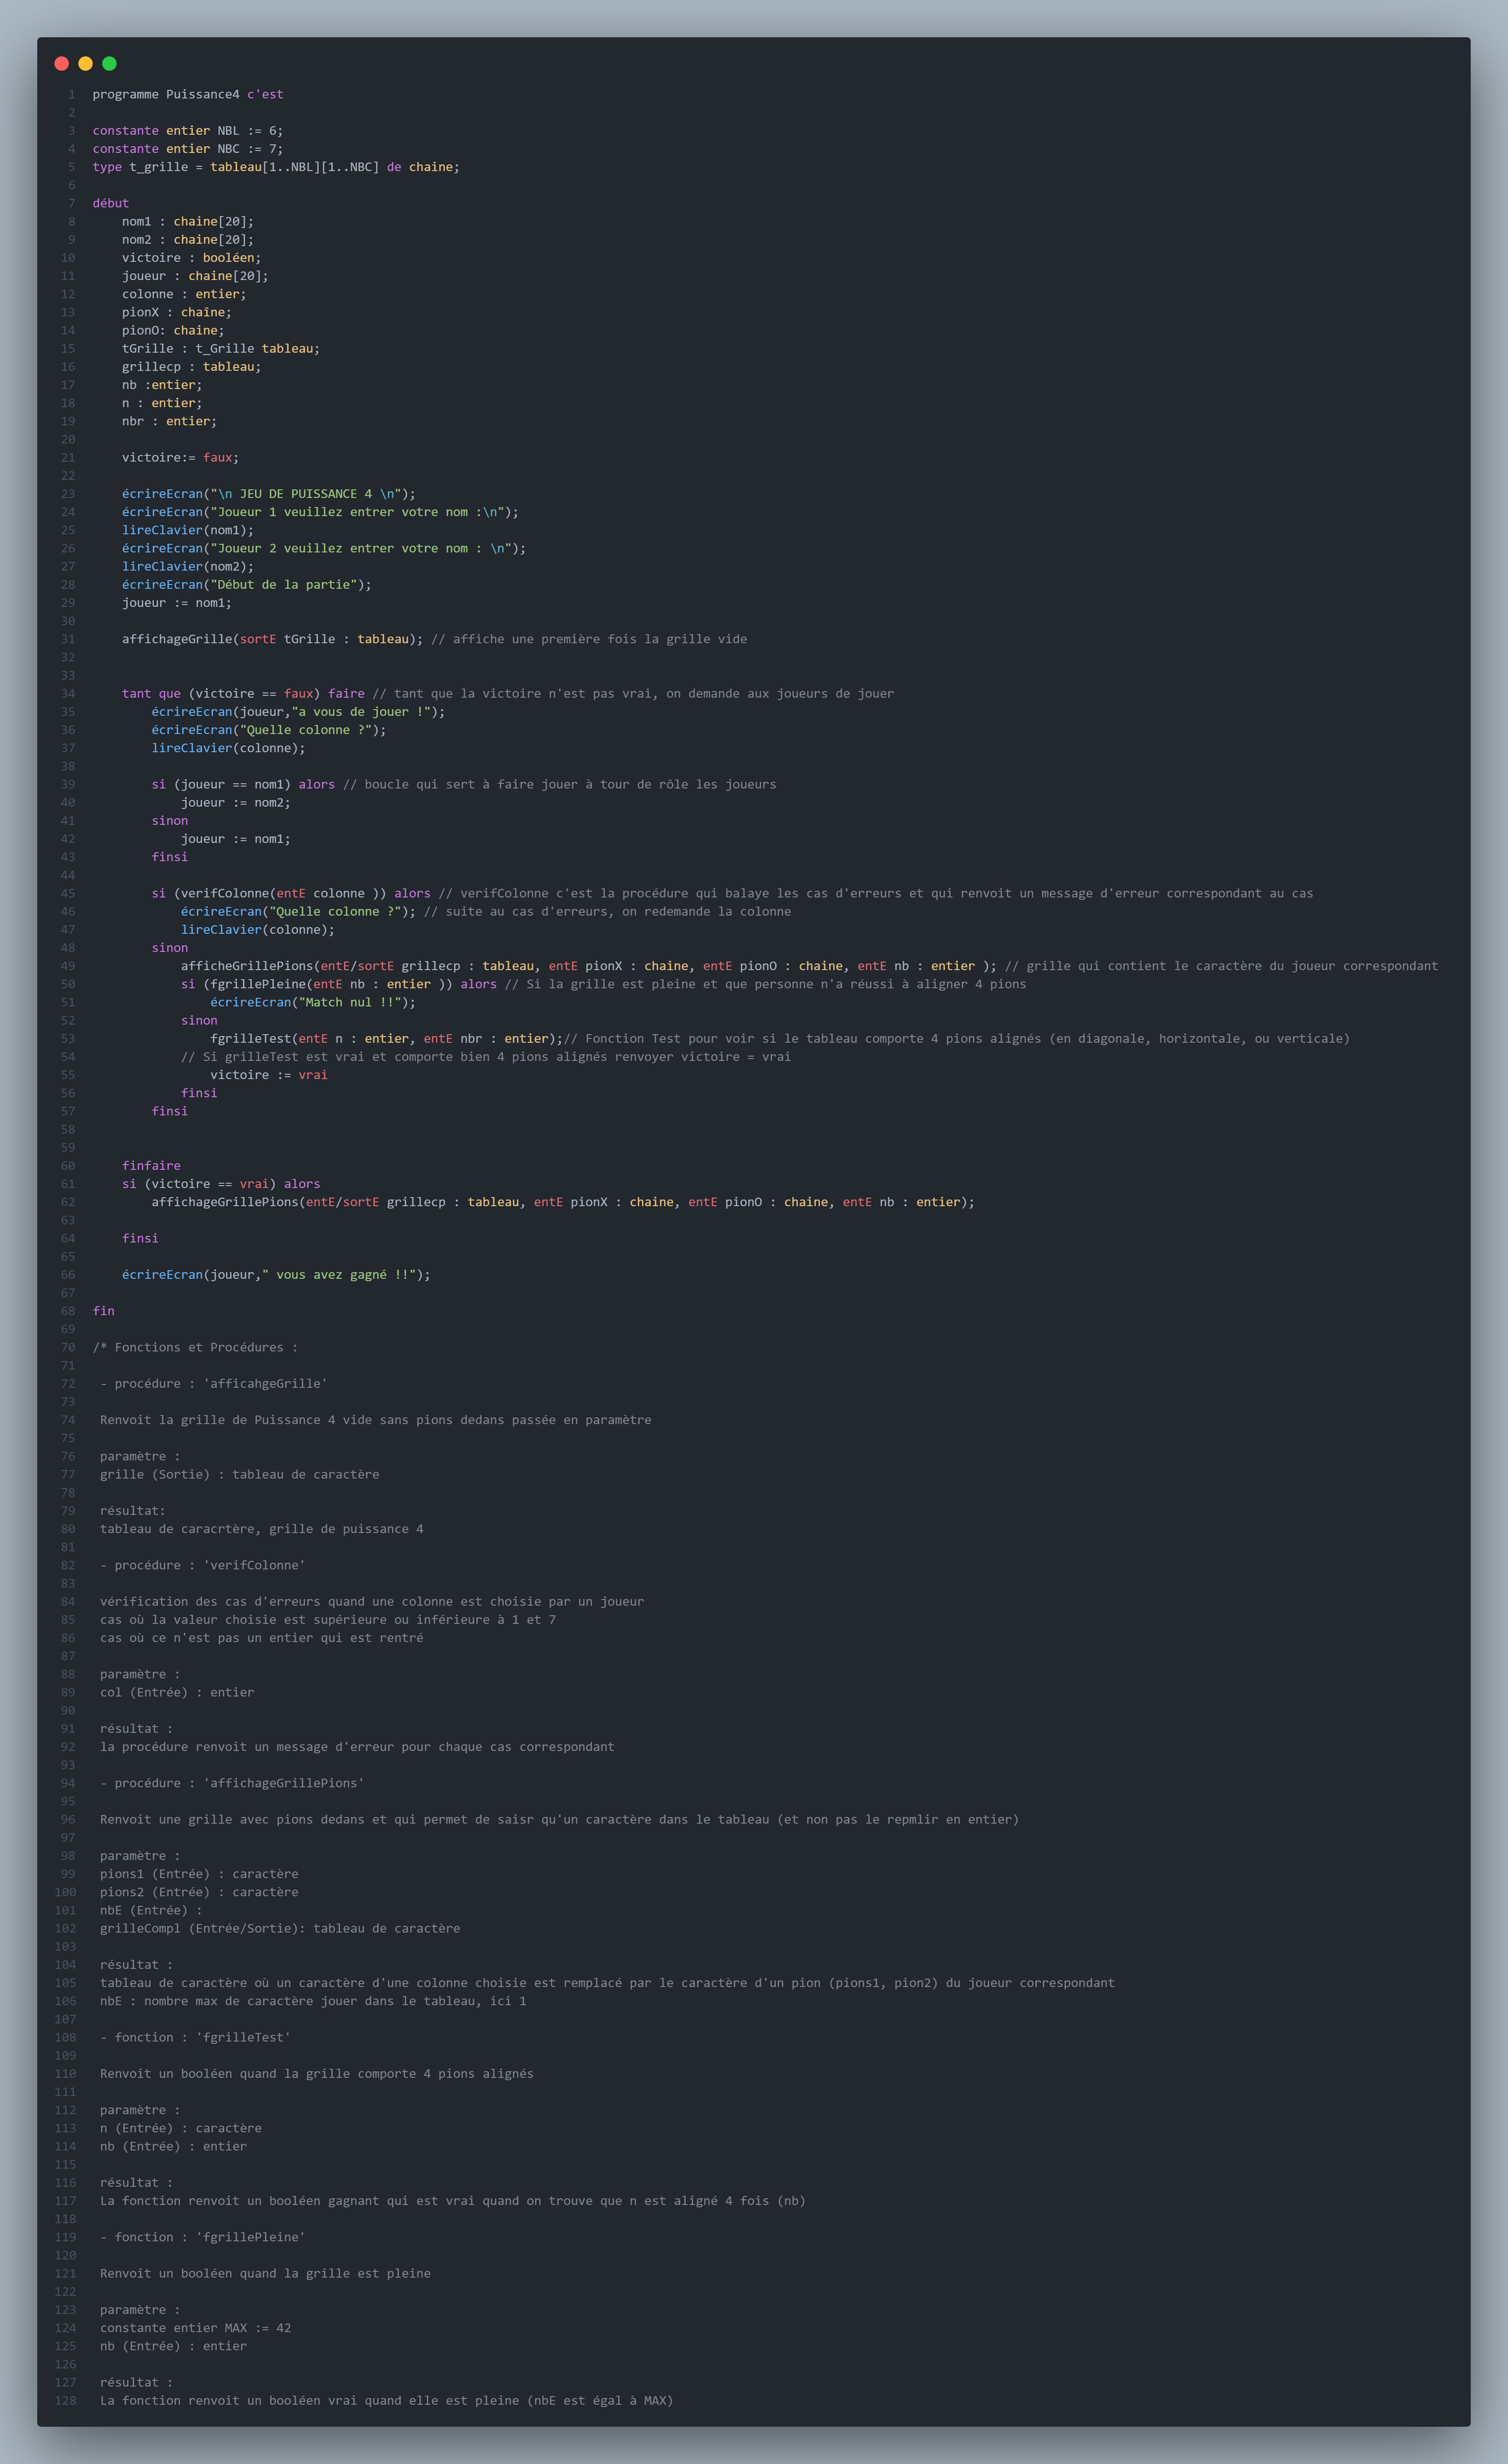 1 programme Puissance4 c'est
2
3 constante entier NBL := 6;
4 constante entier NBC := 7;
5 type t_grille = tableau[1..NBL][1..NBC] de chaine;
6
7 début
8     nom1 : chaine[20];
9     nom2 : chaine[20];
10     victoire : booléen;
11     joueur : chaine[20];
12     colonne : entier;
13     pionX : chaîne;
14     pionO: chaine;
15     tGrille : t_Grille tableau;
16     grillecp : tableau;
17     nb :entier;
18     n : entier;
19     nbr : entier;
20
21     victoire:= faux;
22
23     écrireEcran("\n JEU DE PUISSANCE 4 \n");
24     écrireEcran("Joueur 1 veuillez entrer votre nom :\n");
25     lireClavier(nom1);
26     écrireEcran("Joueur 2 veuillez entrer votre nom : \n");
27     lireClavier(nom2);
28     écrireEcran("Début de la partie");
29     joueur := nom1;
30
31     affichageGrille(sortE tGrille : tableau); // affiche une première fois la grille vide
32
33
34     tant que (victoire == faux) faire // tant que la victoire n'est pas vrai, on demande aux joueurs de jouer
35         écrireEcran(joueur,"a vous de jouer !");
36         écrireEcran("Quelle colonne ?");
37         lireClavier(colonne);
38
39         si (joueur == nom1) alors // boucle qui sert à faire jouer à tour de rôle les joueurs
40             joueur := nom2;
41         sinon
42             joueur := nom1;
43         finsi
44
45         si (verifColonne(entE colonne )) alors // verifColonne c'est la procédure qui balaye les cas d'erreurs et qui renvoit un message d'erreur correspondant au cas
46             écrireEcran("Quelle colonne ?"); // suite au cas d'erreurs, on redemande la colonne
47             lireClavier(colonne);
48         sinon
49             afficheGrillePions(entE/sortE grillecp : tableau, entE pionX : chaine, entE pionO : chaine, entE nb : entier ); // grille qui contient le caractère du joueur correspondant
50             si (fgrillePleine(entE nb : entier )) alors // Si la grille est pleine et que personne n'a réussi à aligner 4 pions
51                 écrireEcran("Match nul !!");
52             sinon
53                 fgrilleTest(entE n : entier, entE nbr : entier);// Fonction Test pour voir si le tableau comporte 4 pions alignés (en diagonale, horizontale, ou verticale)
54             // Si grilleTest est vrai et comporte bien 4 pions alignés renvoyer victoire = vrai
55                 victoire := vrai
56             finsi
57         finsi
58
59
60     finfaire
61     si (victoire == vrai) alors
62         affichageGrillePions(entE/sortE grillecp : tableau, entE pionX : chaine, entE pionO : chaine, entE nb : entier);
63
64     finsi
65
66     écrireEcran(joueur," vous avez gagné !!");
67
68 fin
69
70 /* Fonctions et Procédures :
71
72  - procédure : 'afficahgeGrille'
73
74  Renvoit la grille de Puissance 4 vide sans pions dedans passée en paramètre
75
76  paramètre :
77  grille (Sortie) : tableau de caractère
78
79  résultat:
80  tableau de caracrtère, grille de puissance 4
81
82  - procédure : 'verifColonne'
83
84  vérification des cas d'erreurs quand une colonne est choisie par un joueur
85  cas où la valeur choisie est supérieure ou inférieure à 1 et 7
86  cas où ce n'est pas un entier qui est rentré
87
88  paramètre :
89  col (Entrée) : entier
90
91  résultat :
92  la procédure renvoit un message d'erreur pour chaque cas correspondant
93
94  - procédure : 'affichageGrillePions'
95
96  Renvoit une grille avec pions dedans et qui permet de saisr qu'un caractère dans le tableau (et non pas le repmlir en entier)
97
98  paramètre :
99  pions1 (Entrée) : caractère
100  pions2 (Entrée) : caractère
101  nbE (Entrée) :
102  grilleCompl (Entrée/Sortie): tableau de caractère
103
104  résultat :
105  tableau de caractère où un caractère d'une colonne choisie est remplacé par le caractère d'un pion (pions1, pion2) du joueur correspondant
106  nbE : nombre max de caractère jouer dans le tableau, ici 1
107
108  - fonction : 'fgrilleTest'
109
110  Renvoit un booléen quand la grille comporte 4 pions alignés
111
112  paramètre :
113  n (Entrée) : caractère
114  nb (Entrée) : entier
115
116  résultat :
117  La fonction renvoit un booléen gagnant qui est vrai quand on trouve que n est aligné 4 fois (nb)
118
119  - fonction : 'fgrillePleine'
120
121  Renvoit un booléen quand la grille est pleine
122
123  paramètre :
124  constante entier MAX := 42
125  nb (Entrée) : entier
126
127  résultat :
128  La fonction renvoit un booléen vrai quand elle est pleine (nbE est égal à MAX)